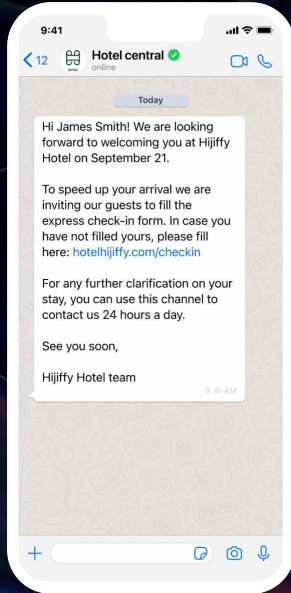 9:41
12
Hotel central
online
Today
Hi James Smith! We are looking
forward to welcoming you at Hijiffy
Hotel on September 21.
To speed up your arrival we are
inviting our guests to fill the
express check-in form. In case you
have not filled yours, please fill
here: hotelhijiffy.com/checkin
For any further clarification on your
stay, you can use this channel to
contact us 24 hours a day.
See you soon,
Hijiffy Hotel team
9:41 AM